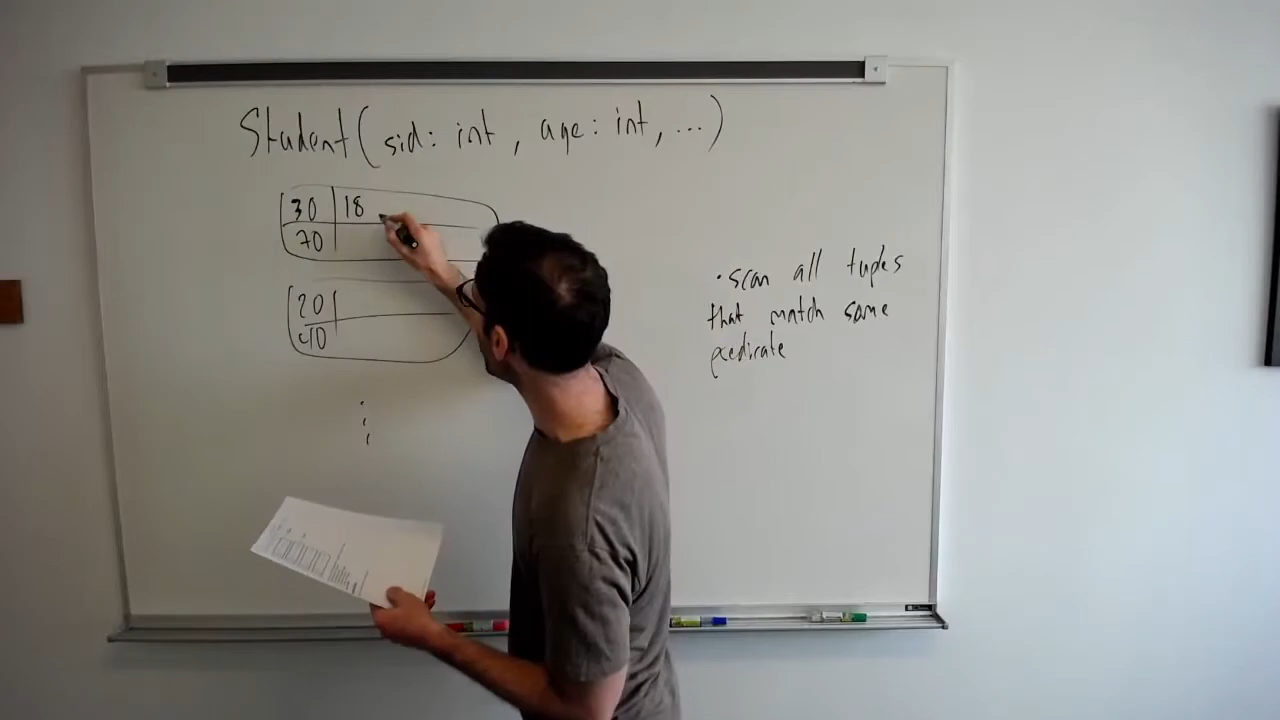 Student(sid: int, age: int, ...)
30 18
70
20
40
• scan all tuples
that match some
predicate